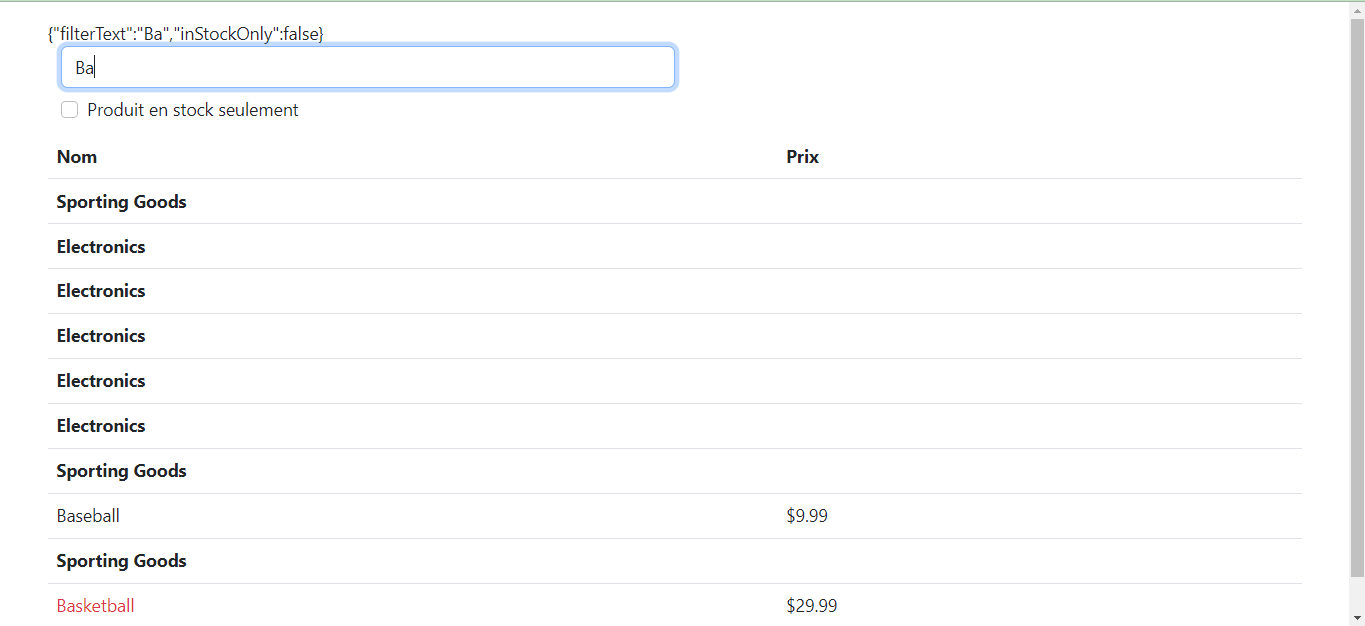 {"filterText":"Ba","inStockOnly":false}
Ba
Produit en stock seulement
Nom Prix
Sporting Goods
Electronics
Electronics
Electronics
Electronics
Electronics
Sporting Goods
Baseball $9.99
Sporting Goods
Basketball $29.99